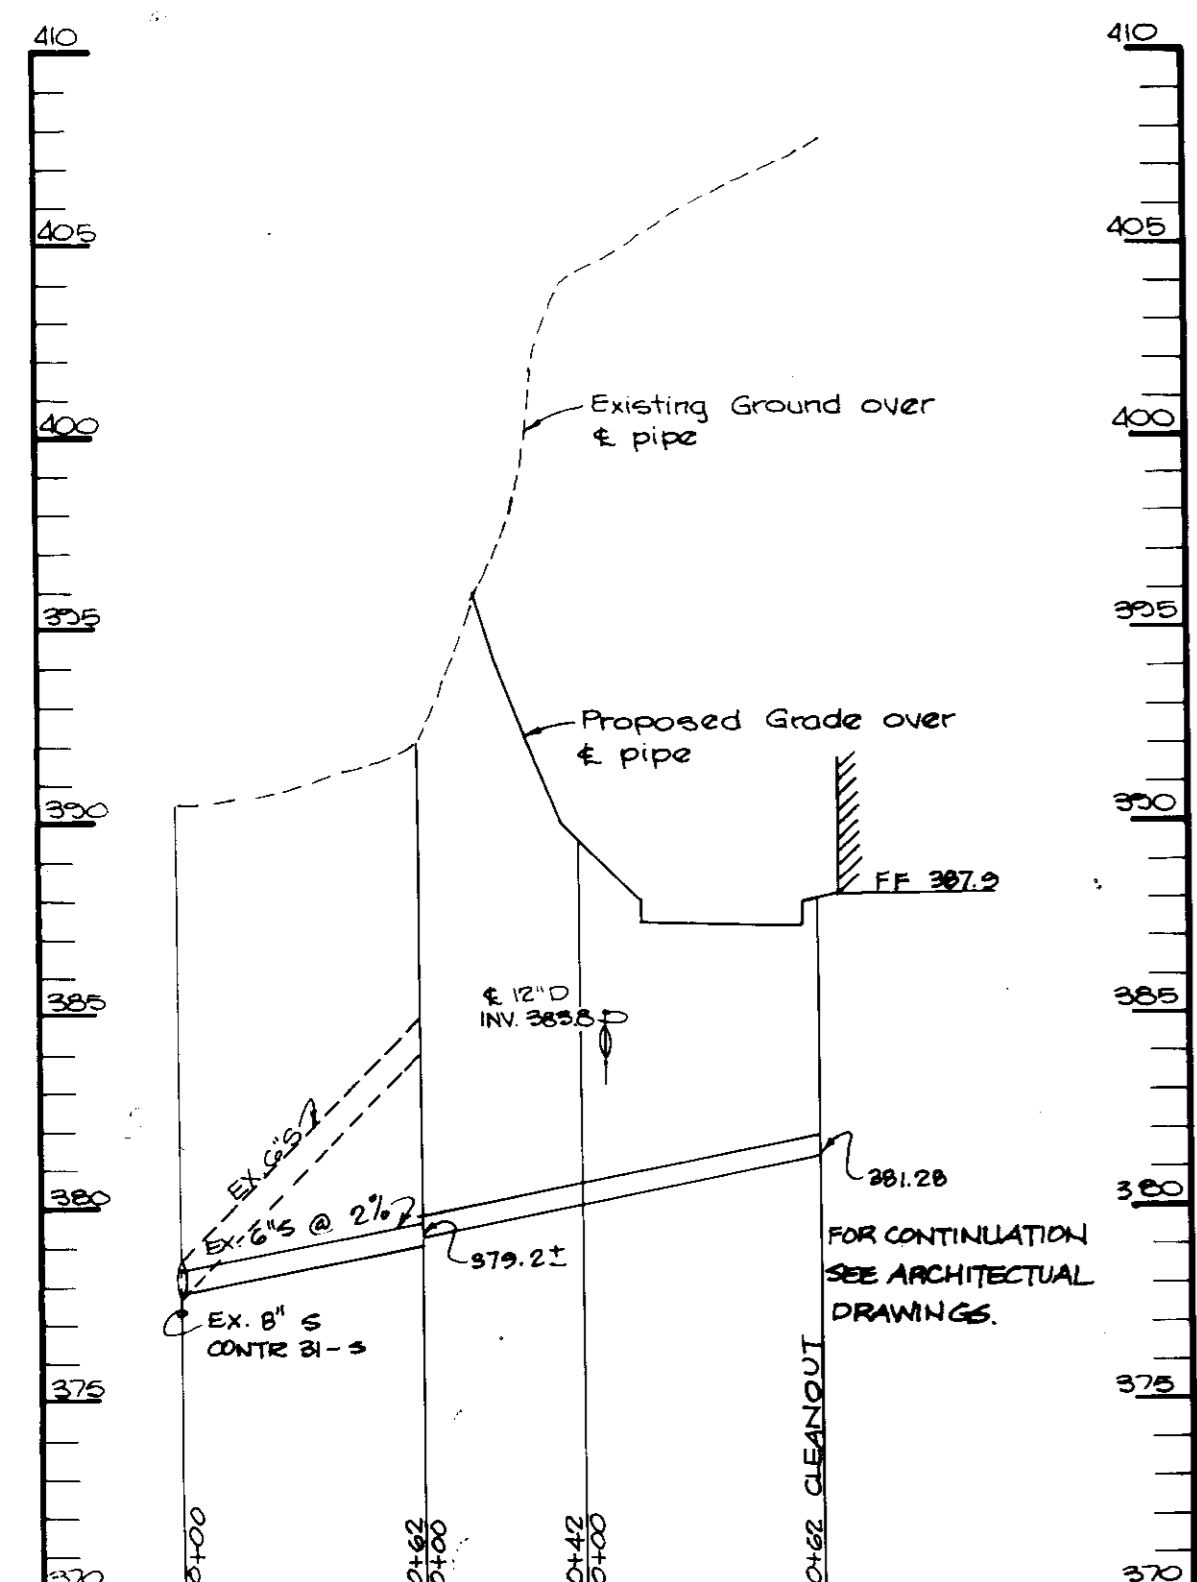 410
410
405
405
Existing Ground over
℄ pipe
400
400
395
395
Proposed Grade over
℄ pipe
390
390
FF 387.9
℄ 12"D
INV. 383.8
385
385
EX. 6"S
380
380
EX. 6"S @ 2%
379.2±
381.28
FOR CONTINUATION
SEE ARCHITECTUAL
DRAWINGS.
EX. 8" S
CONTR 31-S
375
375
CLEANOUT
0+00
0+62
0+00
0+42
0+00
0+62
370
370